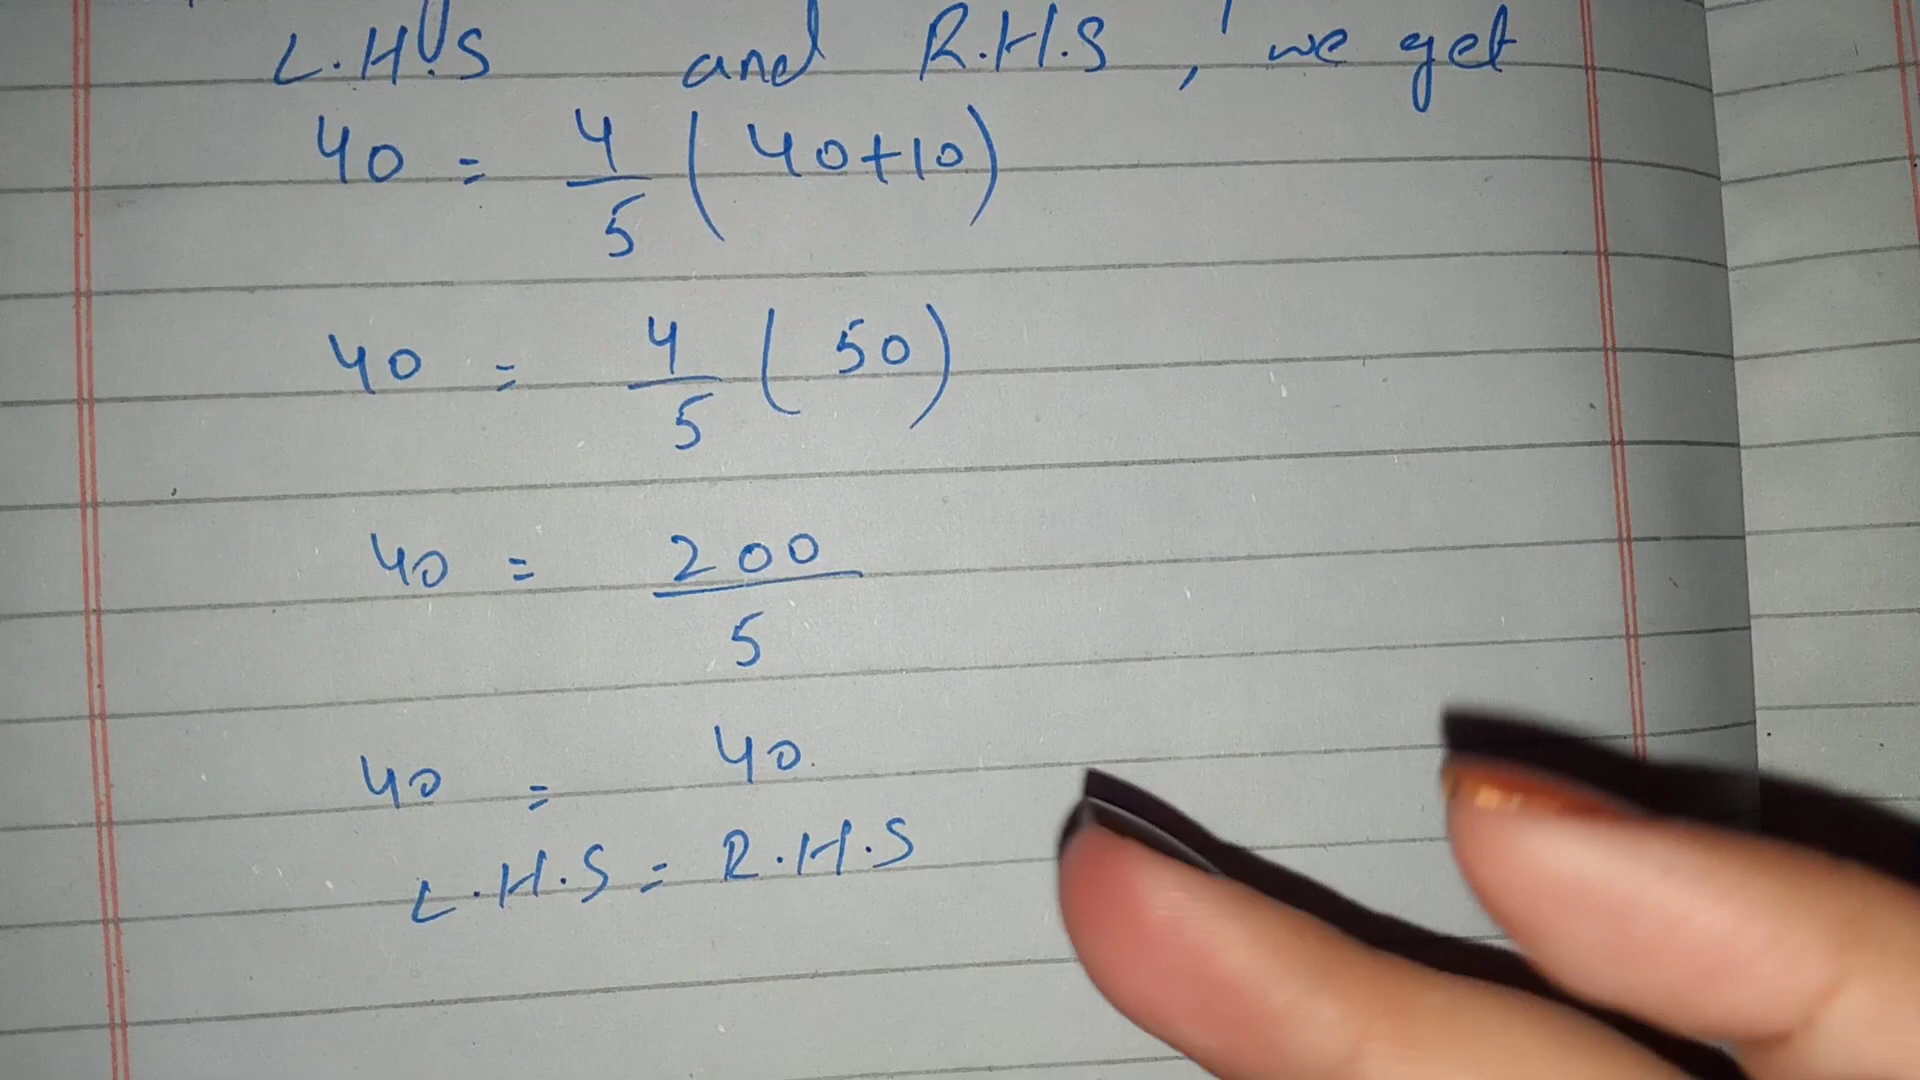 L.H.S and R.H.S, we get
40 = 4/5 (40+10)
40 = 4/5 (50)
40 = 200/5
40 = 40
L.H.S = R.H.S